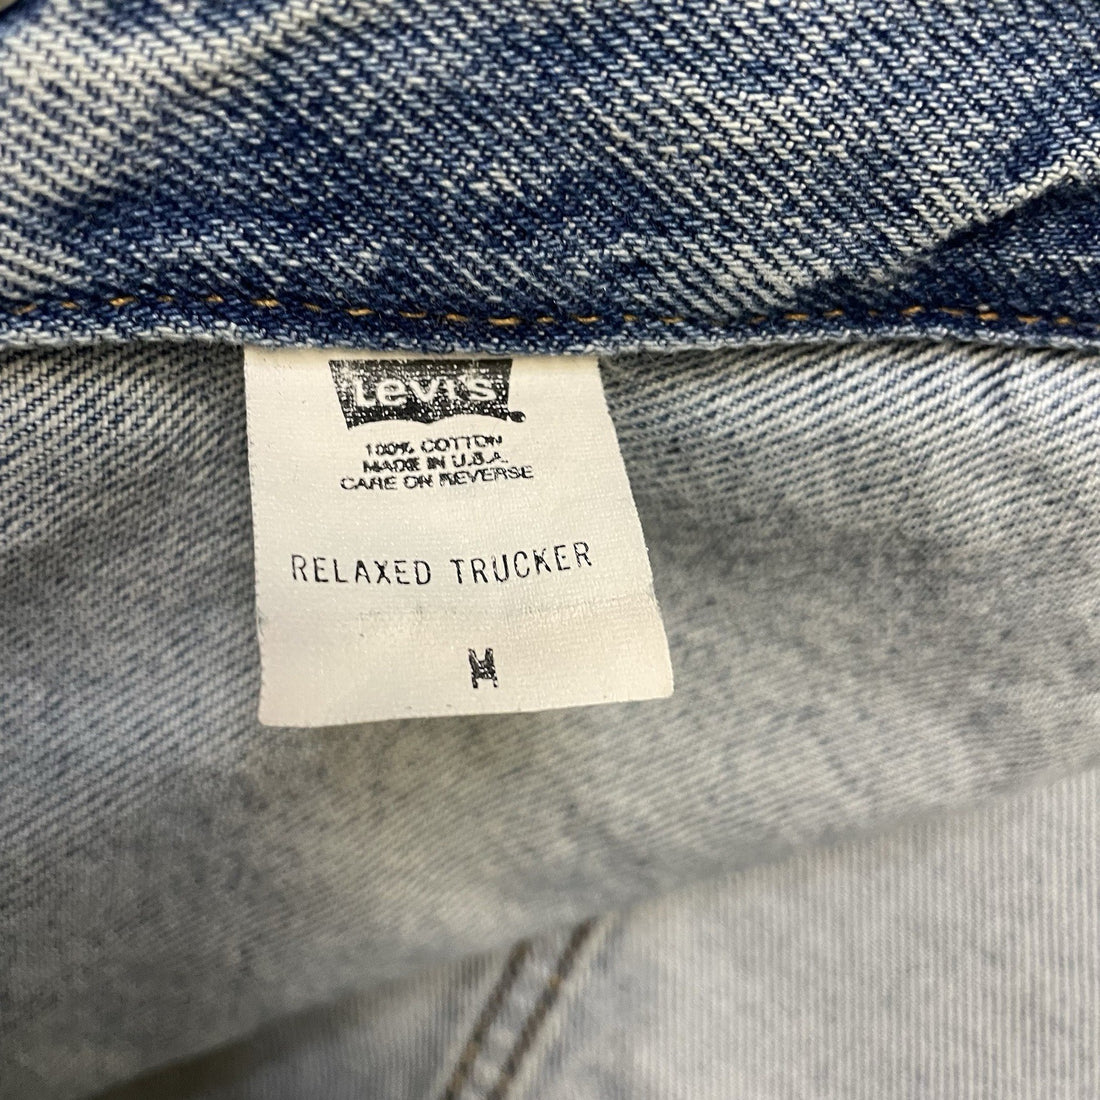 Levi's
100% COTTON
MADE IN U.S.A.
CARE ON REVERSE
RELAXED TRUCKER
M